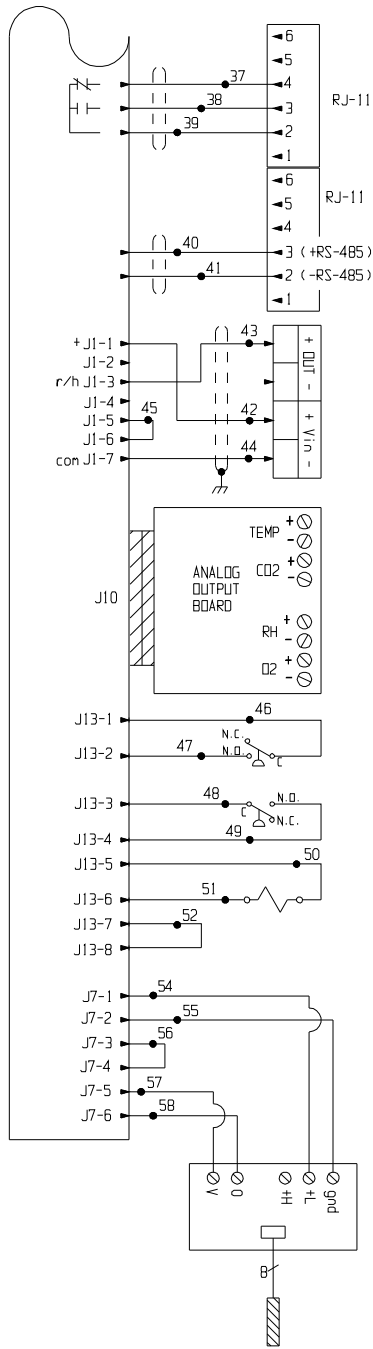 6
5
37
4
RJ-11
38
3
39
2
1
6
5
RJ-11
4
40
3 (+RS-485)
41
2 (-RS-485)
1
43
+ J1-1
+ OUT -
J1-2
r/h J1-3
J1-4
45
42
J1-5
+ Vin -
J1-6
44
com J1-7
TEMP + -
CO2 + -
ANALOG
OUTPUT
BOARD
J10
RH + -
O2 + -
46
J13-1
N.C.
47
J13-2
N.O.
C
48
N.O.
J13-3
C
N.C.
49
J13-4
50
J13-5
51
J13-6
52
J13-7
J13-8
54
J7-1
55
J7-2
56
J7-3
J7-4
57
J7-5
58
J7-6
V
O
+H
+L
gnd
B